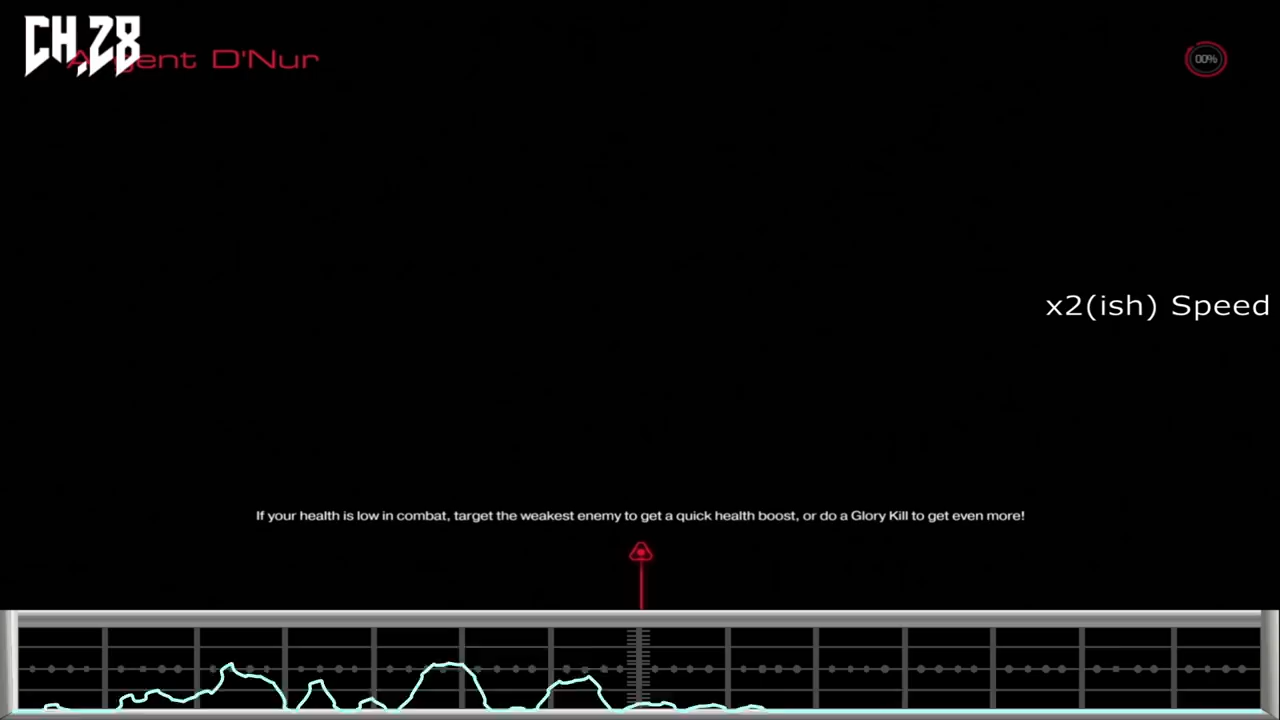 CH.28
Argent D'Nur
00%
x2(ish) Speed
If your health is low in combat, target the weakest enemy to get a quick health boost, or do a Glory Kill to get even more!